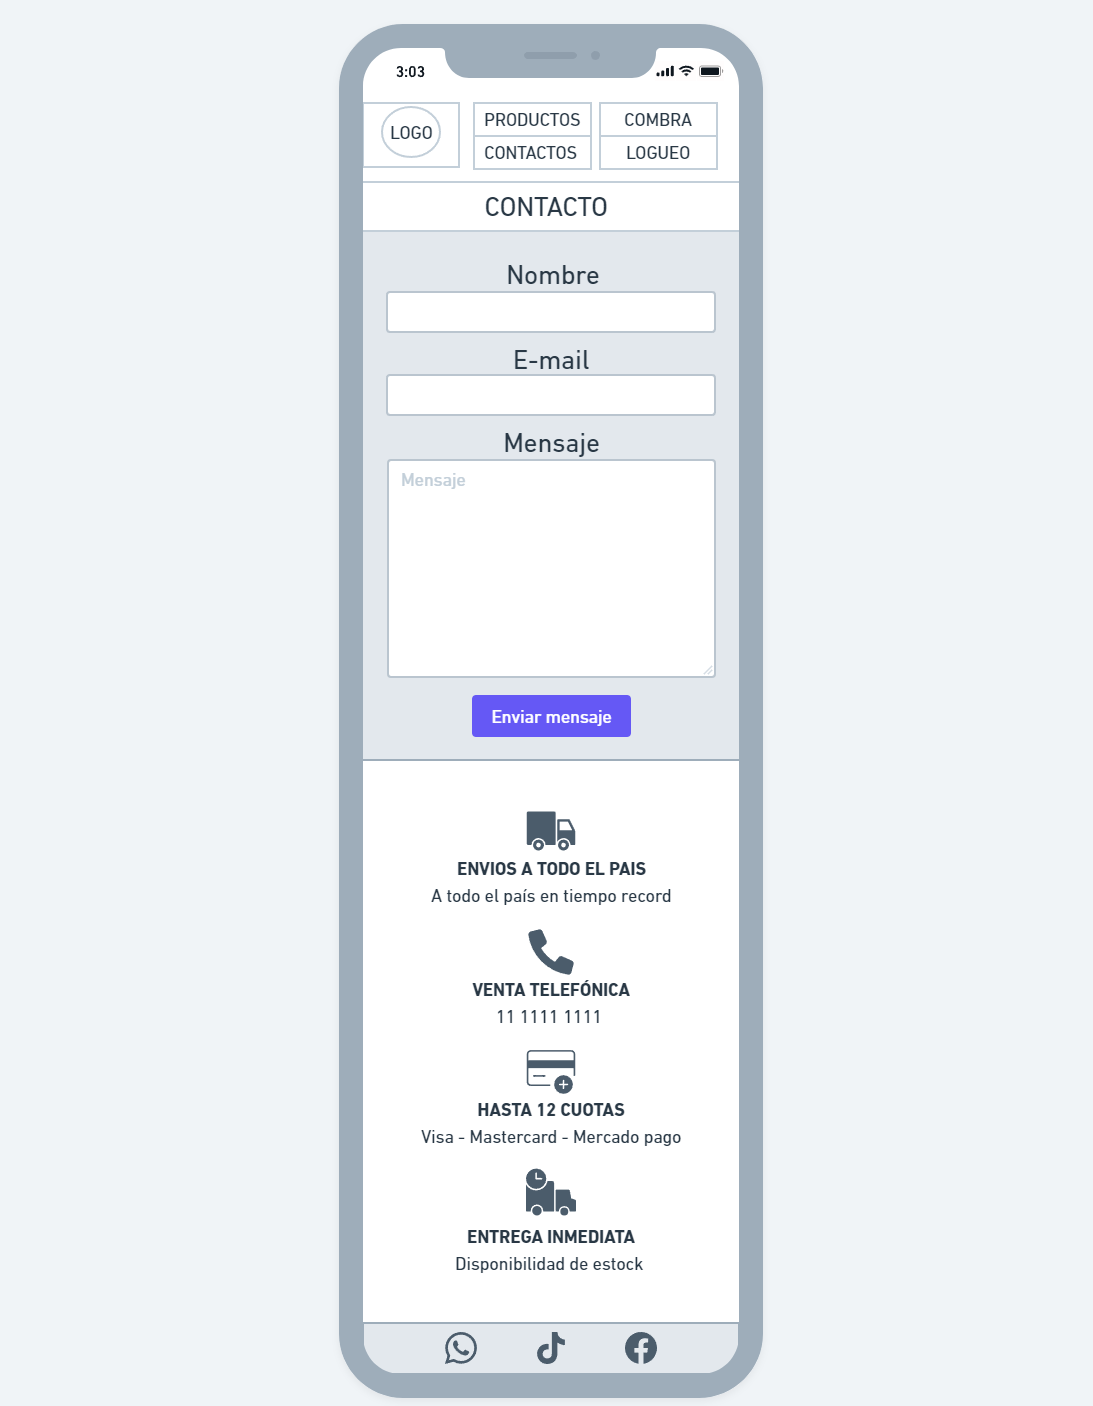 3:03
LOGO
PRODUCTOS
COMBRA
CONTACTOS
LOGUEO
CONTACTO
Nombre
E-mail
Mensaje
Mensaje
Enviar mensaje
ENVIOS A TODO EL PAIS
A todo el país en tiempo record
VENTA TELEFÓNICA
11 1111 1111
HASTA 12 CUOTAS
Visa - Mastercard - Mercado pago
ENTREGA INMEDIATA
Disponibilidad de estock